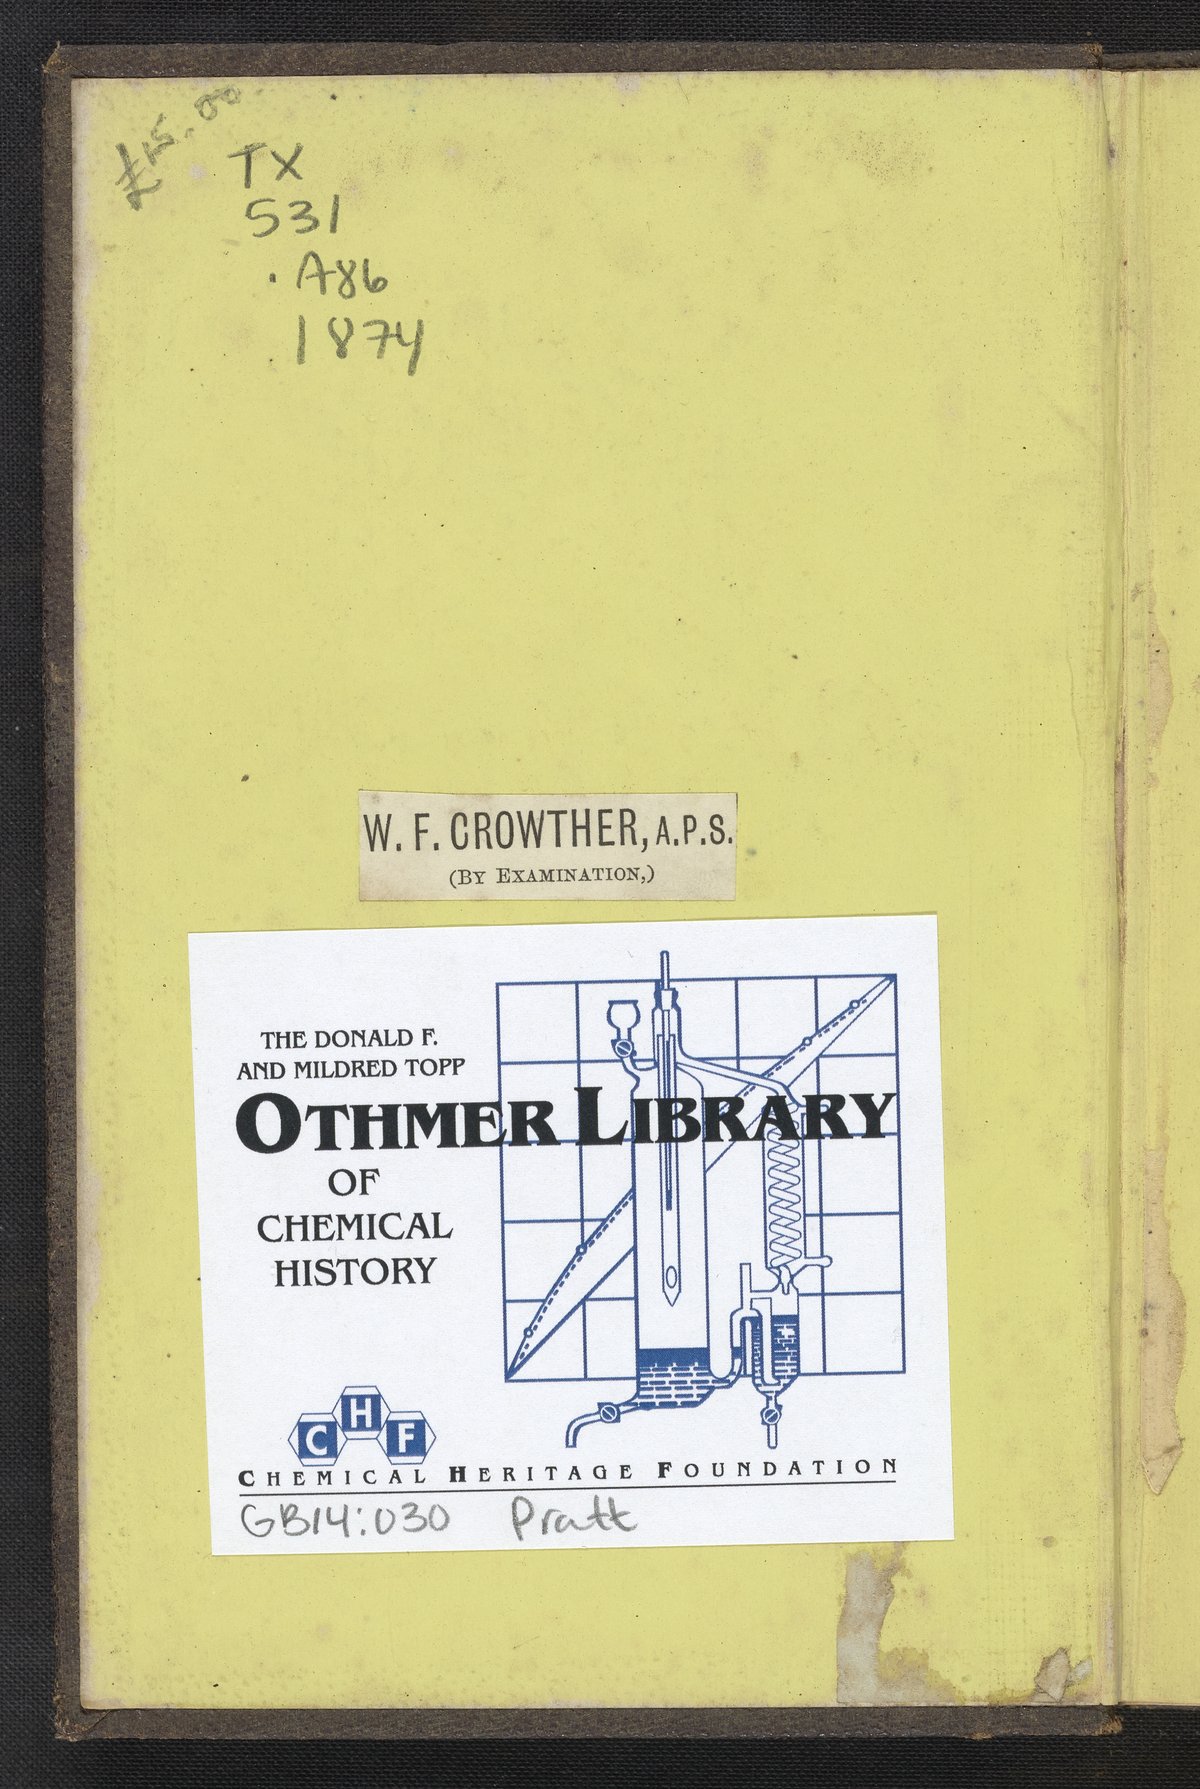 £15.00
TX
531
.A86
1874
W. F. CROWTHER, A.P.S.
(BY EXAMINATION,)
THE DONALD F.
AND MILDRED TOPP
OTHMER LIBRARY
OF
CHEMICAL
HISTORY
CHF
CHEMICAL HERITAGE FOUNDATION
GB14:030 Pratt